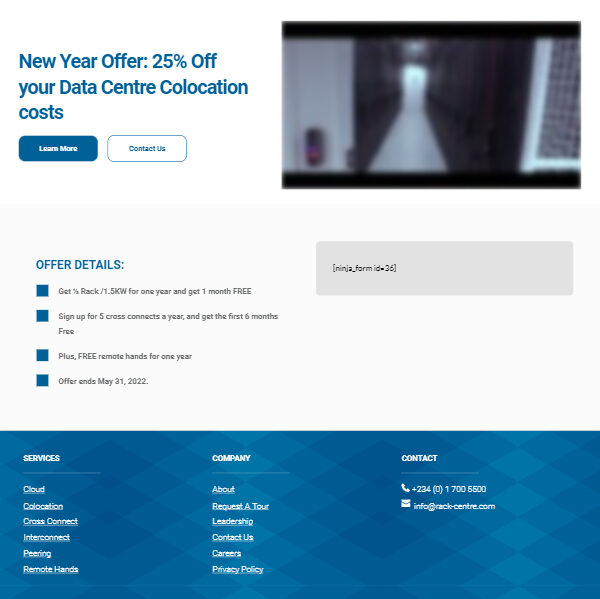 New Year Offer: 25% Off
your Data Centre Colocation
costs
Learn More
Contact Us
OFFER DETAILS:
Get ½ Rack /1.5KW for one year and get 1 month FREE
Sign up for 5 cross connects a year, and get the first 6 months
Free
Plus, FREE remote hands for one year
Offer ends May 31, 2022.
[ninja_form id=36]
SERVICES
Cloud
Colocation
Cross Connect
Interconnect
Peering
Remote Hands
COMPANY
About
Request A Tour
Leadership
Contact Us
Careers
Privacy Policy
CONTACT
+234 (0) 1 700 5500
info@rack-centre.com